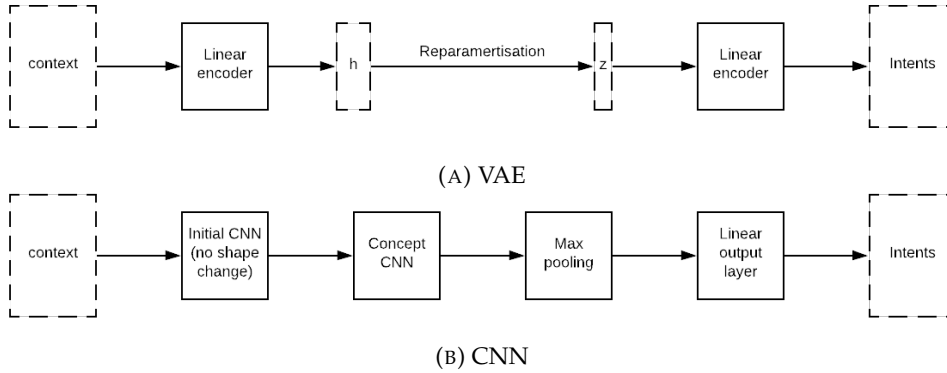 context
Linear
encoder
h
Reparamertisation
z
Linear
encoder
Intents
(A) VAE
context
Initial CNN
(no shape
change)
Concept
CNN
Max
pooling
Linear
output
layer
Intents
(B) CNN